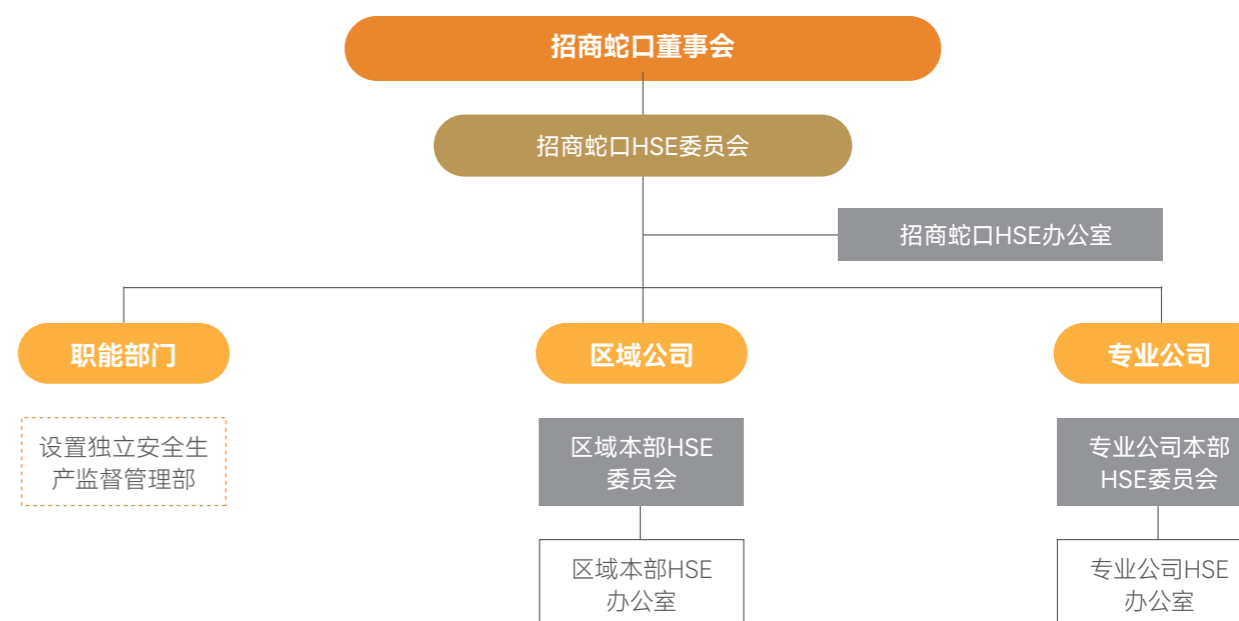 招商蛇口董事会
招商蛇口HSE委员会
招商蛇口HSE办公室
职能部门
区域公司
专业公司
设置独立安全生
产监督管理部
区域本部HSE
委员会
专业公司本部
HSE委员会
区域本部HSE
办公室
专业公司HSE
办公室